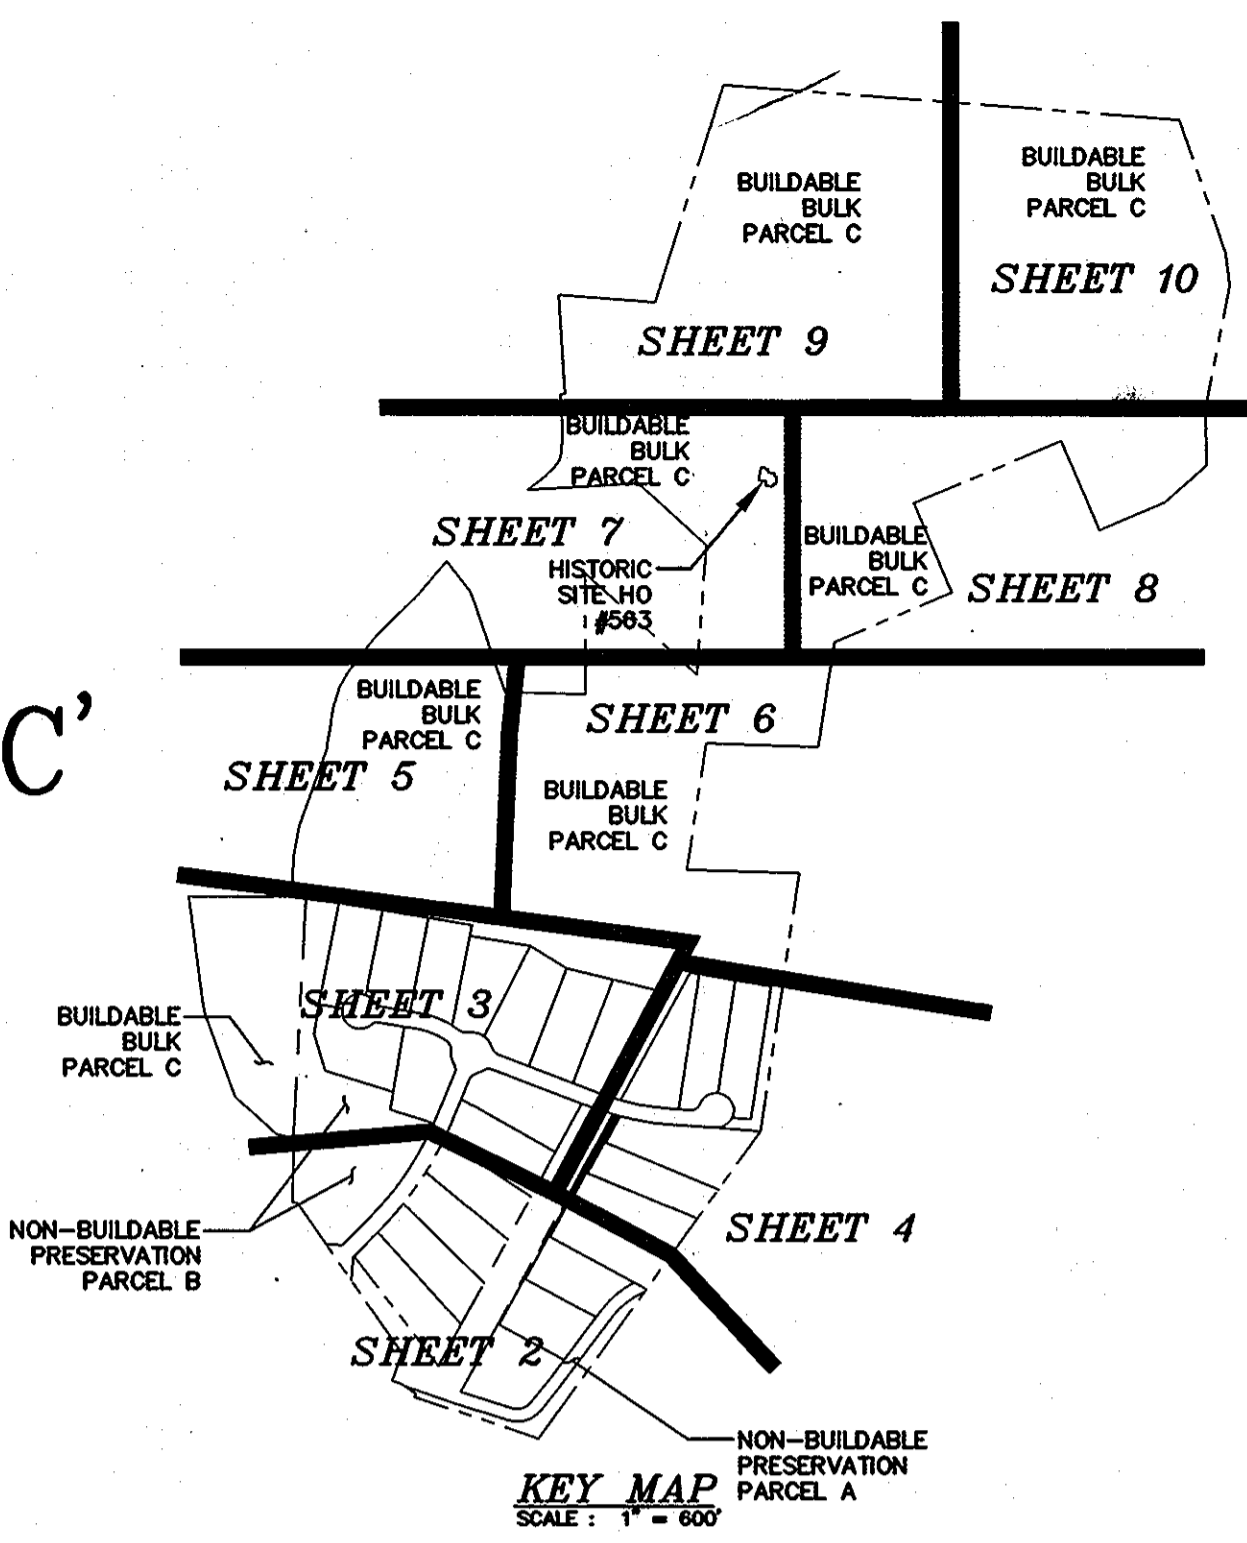 BUILDABLE
BULK
PARCEL C
BUILDABLE
BULK
PARCEL C
SHEET 10
SHEET 9
BUILDABLE
BULK
PARCEL C
SHEET 7
HISTORIC
SITE HO
#563
BUILDABLE
BULK
PARCEL C
SHEET 8
BUILDABLE
BULK
PARCEL C
SHEET 6
C'
SHEET 5
BUILDABLE
BULK
PARCEL C
SHEET 3
BUILDABLE
BULK
PARCEL C
NON-BUILDABLE
PRESERVATION
PARCEL B
SHEET 4
SHEET 2
NON-BUILDABLE
PRESERVATION
PARCEL A
KEY MAP
SCALE : 1" = 600'